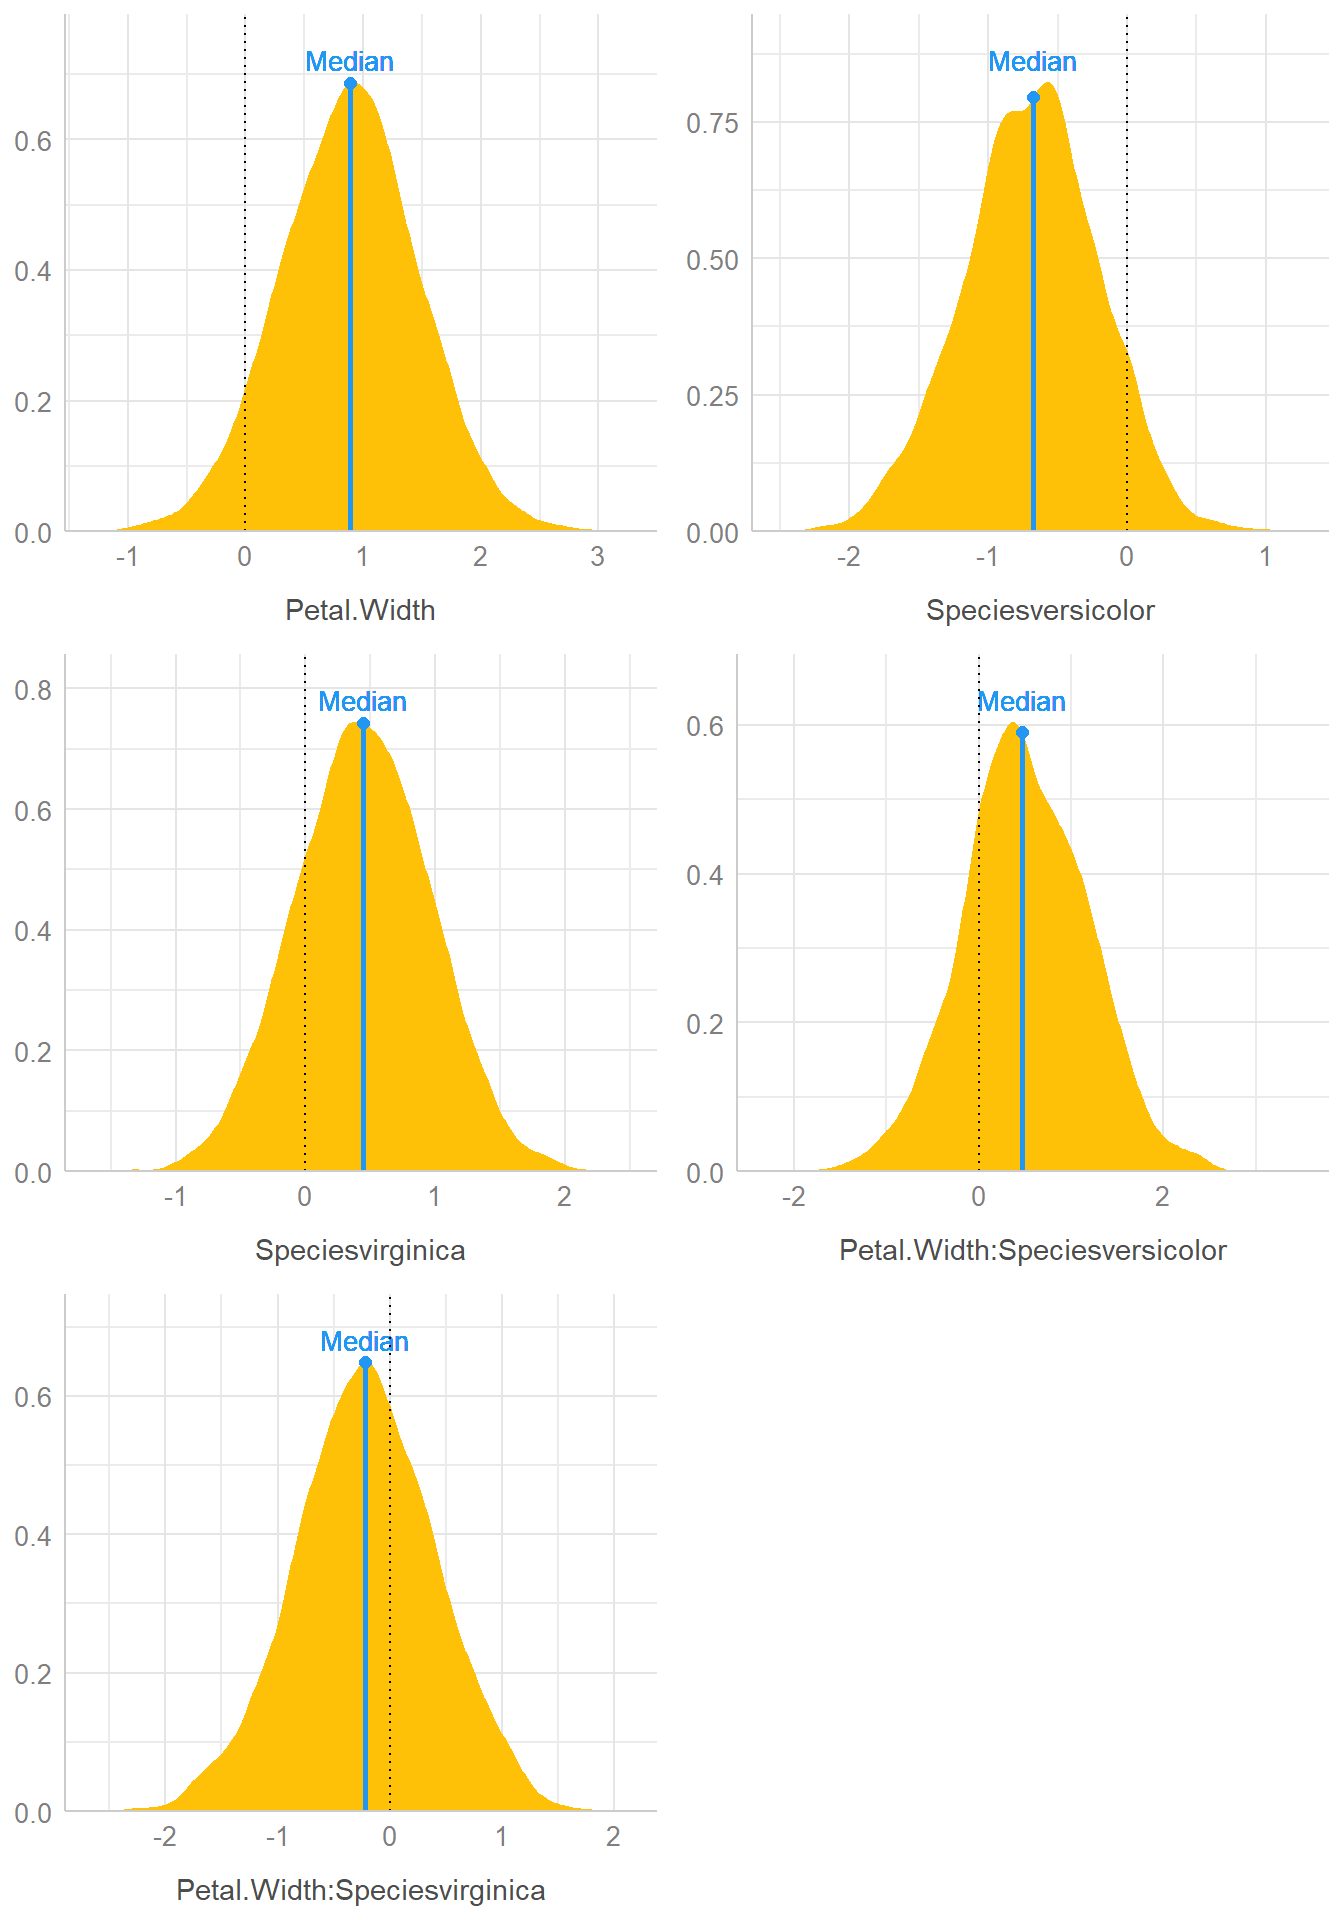 Median
0.6
0.4
0.2
0.0
-1 0 1 2 3
Petal.Width
Median
0.75
0.50
0.25
0.00
-2 -1 0 1
Speciesversicolor
Median
0.8
0.6
0.4
0.2
0.0
-1 0 1 2
Speciesvirginica
Median
0.6
0.4
0.2
0.0
-2 0 2
Petal.Width:Speciesversicolor
Median
0.6
0.4
0.2
0.0
-2 -1 0 1 2
Petal.Width:Speciesvirginica